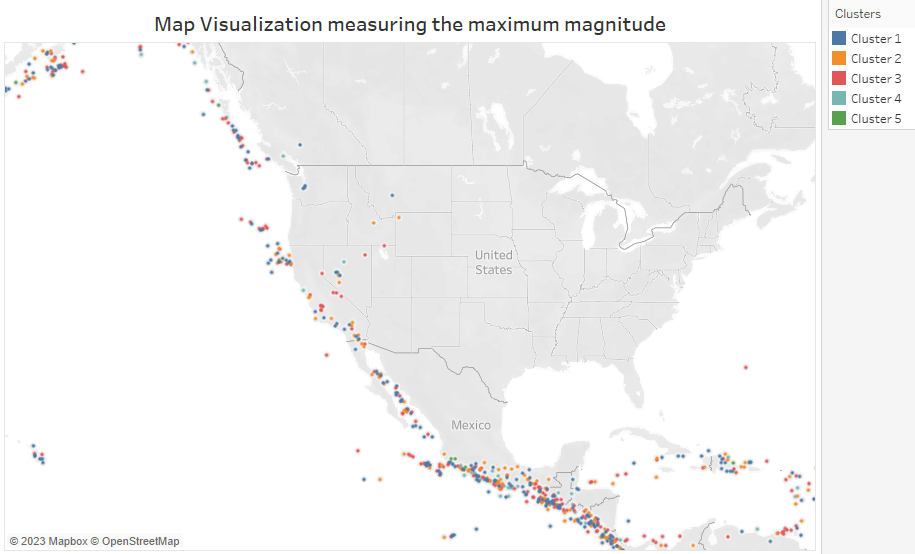 Map Visualization measuring the maximum magnitude
Clusters
Cluster 1
Cluster 2
Cluster 3
Cluster 4
Cluster 5
United
States
Mexico
© 2023 Mapbox © OpenStreetMap